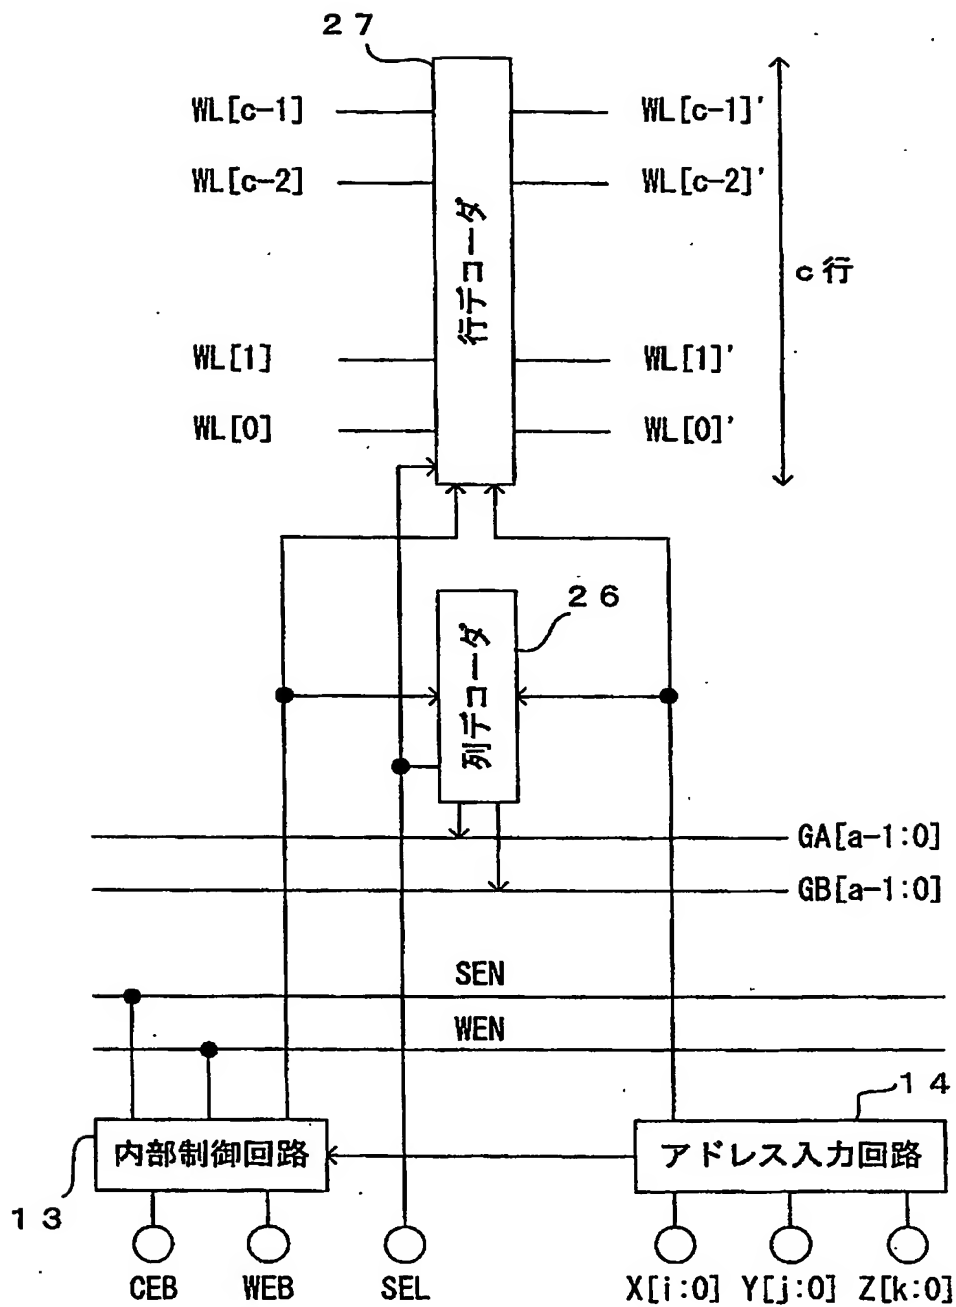 ２７
WL[c-1]
WL[c-1]'
WL[c-2]
WL[c-2]'
行デコーダ
c行
WL[1]
WL[1]'
WL[0]
WL[0]'
２６
列デコーダ
GA[a-1:0]
GB[a-1:0]
SEN
WEN
１４
内部制御回路
アドレス入力回路
１３
CEB
WEB
SEL
X[i:0]
Y[j:0]
Z[k:0]